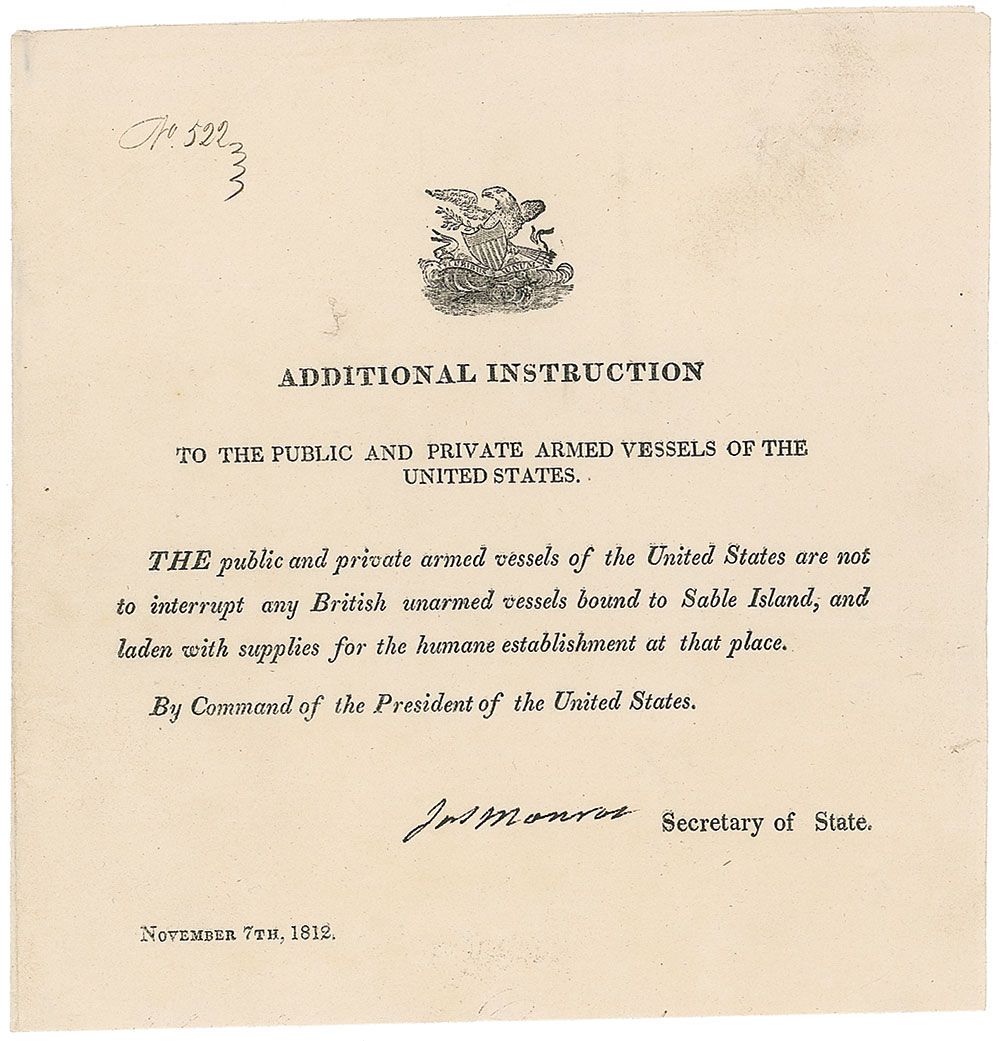 No. 522
E PLURIBUS UNUM
ADDITIONAL INSTRUCTION
TO THE PUBLIC AND PRIVATE ARMED VESSELS OF THE
UNITED STATES.
THE public and private armed vessels of the United States are not
to interrupt any British unarmed vessels bound to Sable Island, and
laden with supplies for the humane establishment at that place.
By Command of the President of the United States.
Jas Monroe Secretary of State.
NOVEMBER 7TH, 1812.